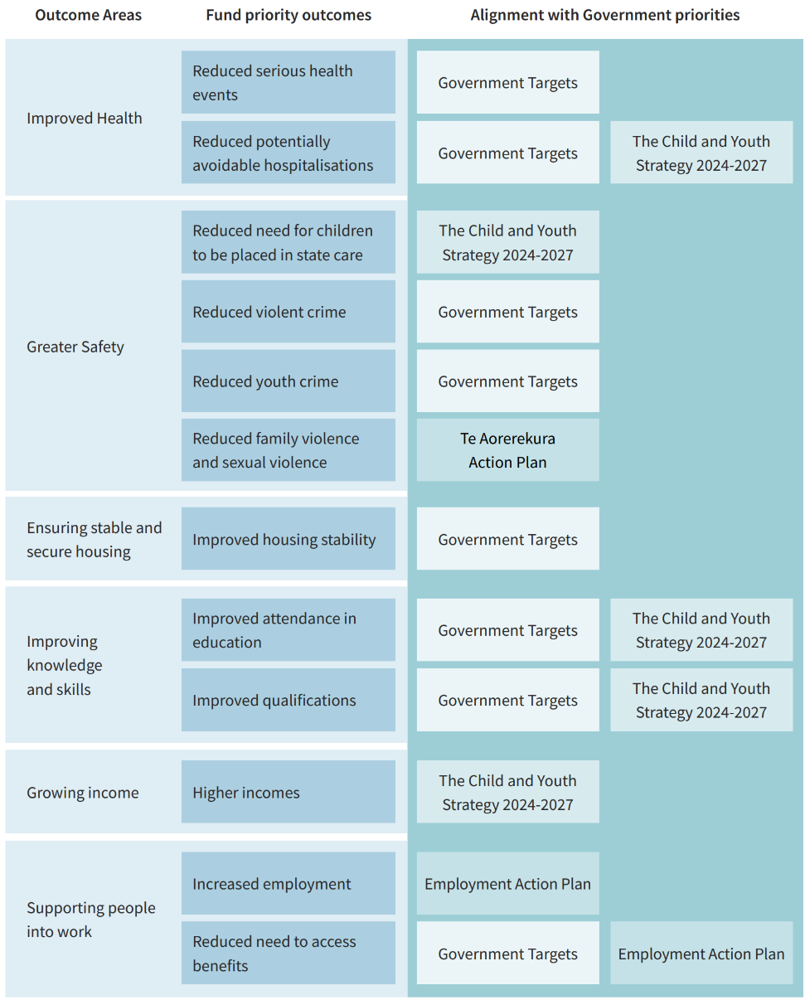 Outcome Areas
Fund priority outcomes
Alignment with Government priorities
Improved Health
Reduced serious health
events
Government Targets
Reduced potentially
avoidable hospitalisations
Government Targets
The Child and Youth
Strategy 2024-2027
Greater Safety
Reduced need for children
to be placed in state care
The Child and Youth
Strategy 2024-2027
Reduced violent crime
Government Targets
Reduced youth crime
Government Targets
Reduced family violence
and sexual violence
Te Aorerekura
Action Plan
Ensuring stable and
secure housing
Improved housing stability
Government Targets
Improving
knowledge
and skills
Improved attendance in
education
Government Targets
The Child and Youth
Strategy 2024-2027
Improved qualifications
Government Targets
The Child and Youth
Strategy 2024-2027
Growing income
Higher incomes
The Child and Youth
Strategy 2024-2027
Supporting people
into work
Increased employment
Employment Action Plan
Reduced need to access
benefits
Government Targets
Employment Action Plan